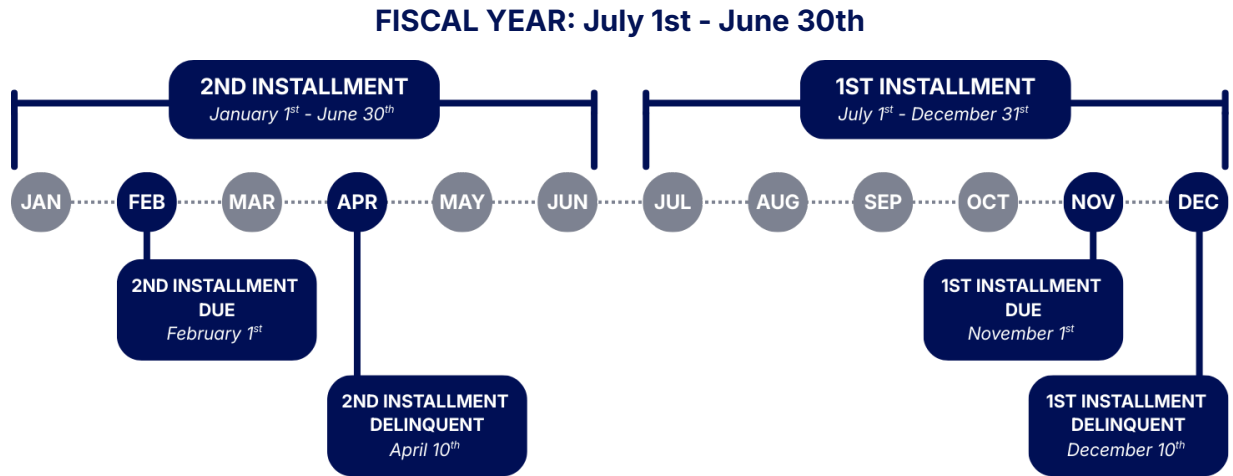 FISCAL YEAR: July 1st - June 30th
2ND INSTALLMENT
January 1st - June 30th
1ST INSTALLMENT
July 1st - December 31st
JAN
FEB
MAR
APR
MAY
JUN
JUL
AUG
SEP
OCT
NOV
DEC
2ND INSTALLMENT
DUE
February 1st
1ST INSTALLMENT
DUE
November 1st
2ND INSTALLMENT
DELINQUENT
April 10th
1ST INSTALLMENT
DELINQUENT
December 10th